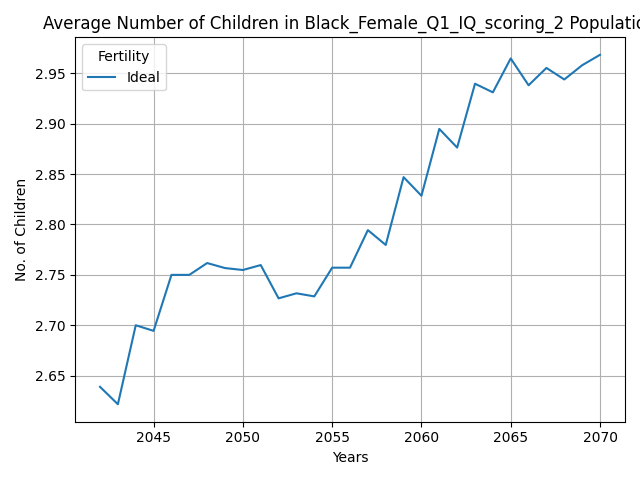 Average Number of Children in Black_Female_Q1_IQ_scoring_2 Populatio
Fertility
Ideal
No. of Children
2.95
2.90
2.85
2.80
2.75
2.70
2.65
2045 2050 2055 2060 2065 2070
Years